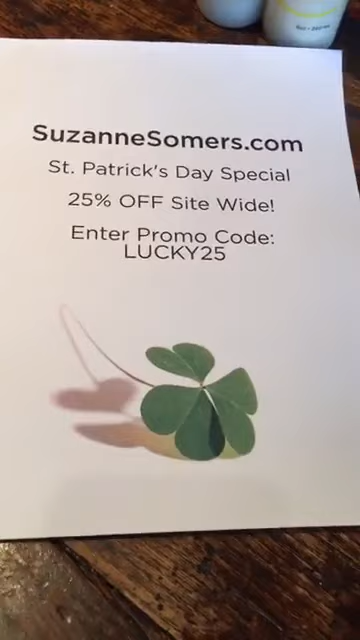 SuzanneSomers.com
St. Patrick's Day Special
25% OFF Site Wide!
Enter Promo Code:
LUCKY25